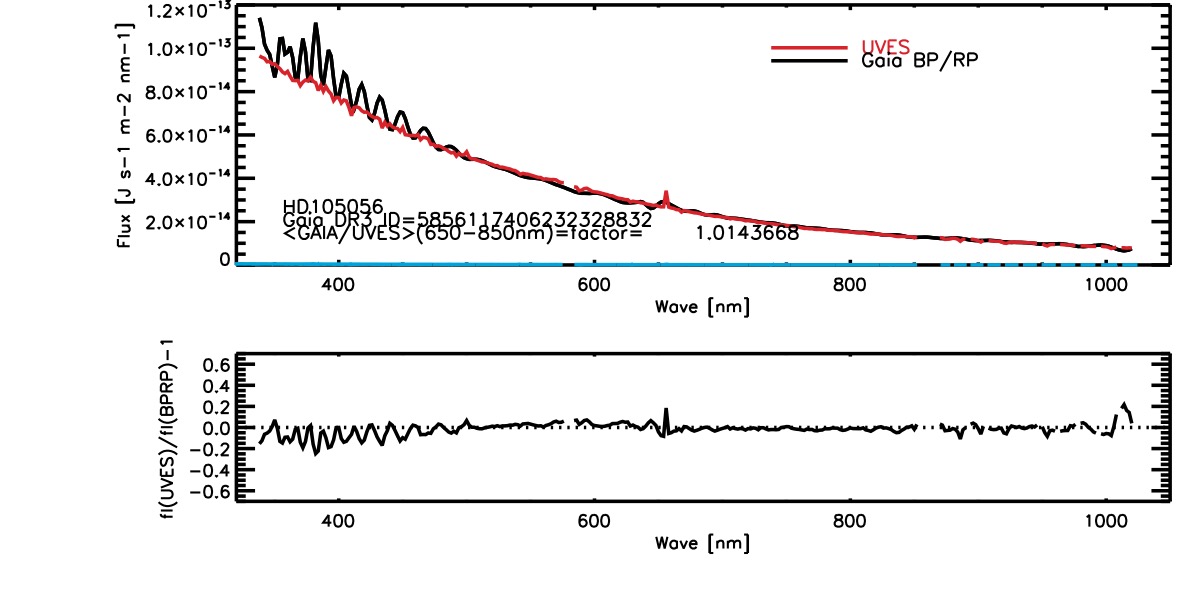 1.2×10⁻¹³
1.0×10⁻¹³
8.0×10⁻¹⁴
6.0×10⁻¹⁴
4.0×10⁻¹⁴
2.0×10⁻¹⁴
0
Flux [J s−1 m−2 nm−1]
UVES
Gaia BP/RP
HD105056
Gaia DR3 ID=5856117406232328832
<GAIA/UVES>(650−850nm)=factor= 1.0143668
400 600 800 1000
Wave [nm]
fl(UVES)/fl(BPRP)−1
0.6
0.4
0.2
0.0
−0.2
−0.4
−0.6
400 600 800 1000
Wave [nm]